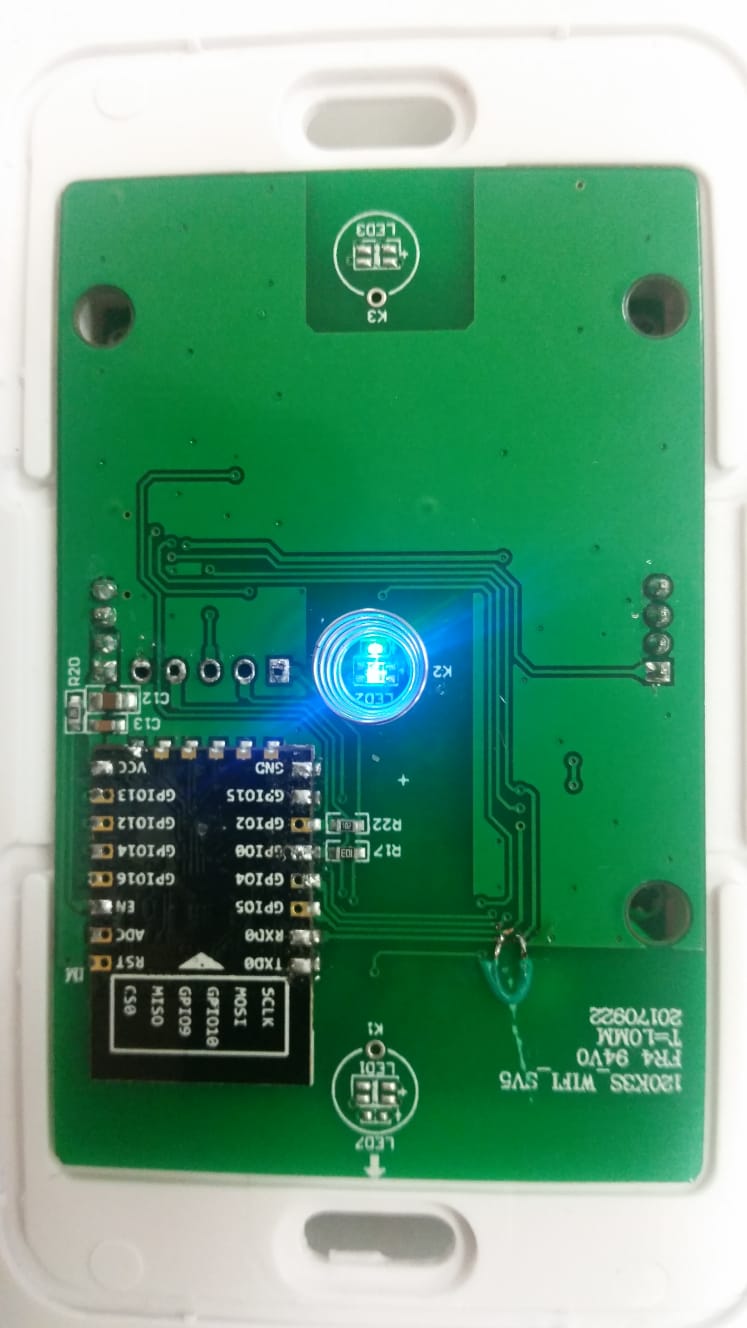 LED3
K3
R20
K2
LED2
C12
C13
VCC
GND
GPIO13
GPIO15
GPIO12
GPIO2
R22
GPIO14
GPIO0
R17
GPIO16
GPIO4
EN
GPIO5
ADC
RXD0
RST
TXD0
CS0
MISO
GPIO9
GPIO10
MOSI
SCLK
K1
LED1
LED7
120K3S_WIFI_SV5
FR4 94V0
T=1.0MM
20170922